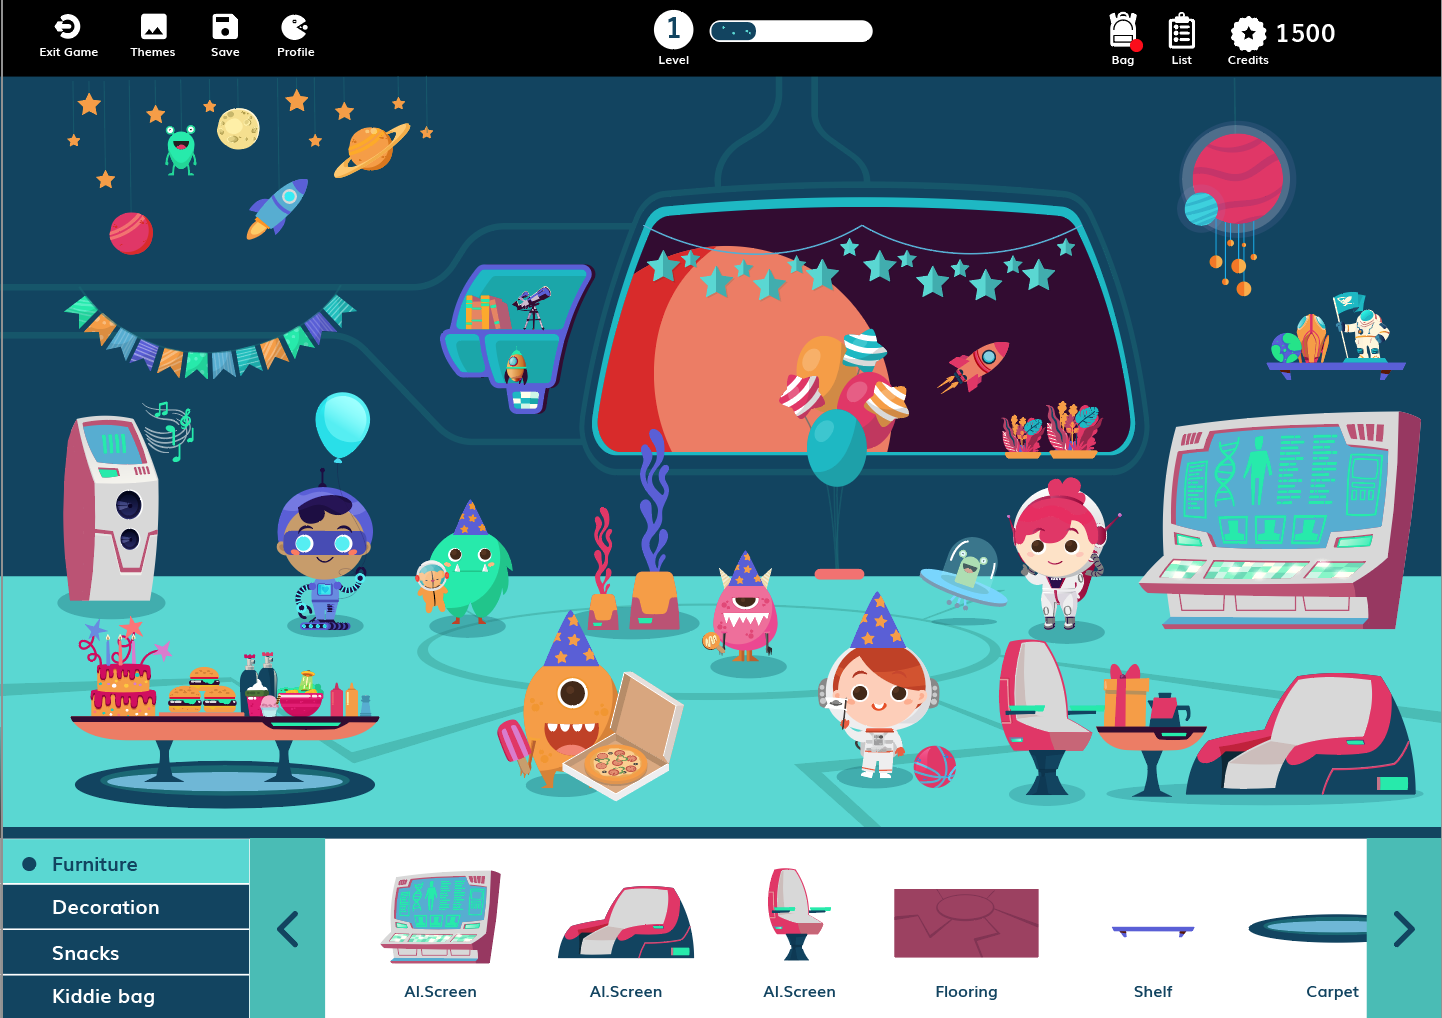 Exit Game
Themes
Save
Profile
1
Level
Bag
List
Credits
1500
Furniture
Decoration
Snacks
Kiddie bag
AI.Screen
AI.Screen
AI.Screen
Flooring
Shelf
Carpet